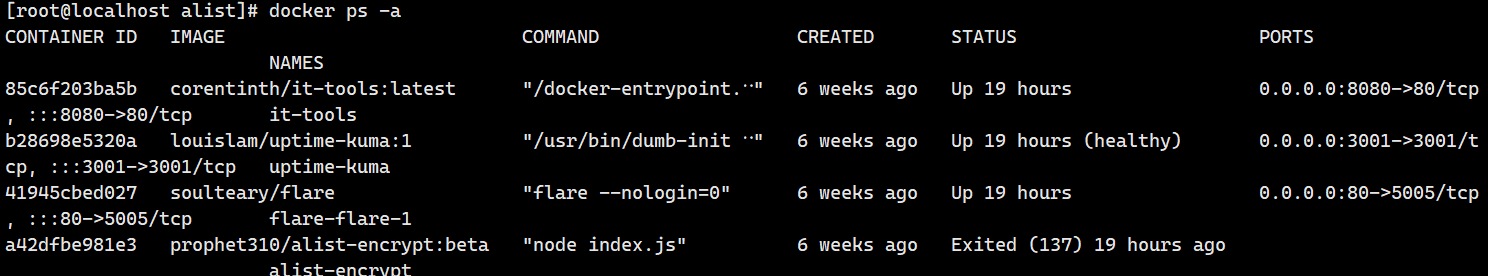 [root@localhost alist]# docker ps -a
CONTAINER ID   IMAGE                           COMMAND                  CREATED       STATUS                      PORTS
                        NAMES
85c6f203ba5b   corentinth/it-tools:latest      "/docker-entrypoint.…"   6 weeks ago   Up 19 hours                 0.0.0.0:8080->80/tcp
, :::8080->80/tcp       it-tools
b28698e5320a   louislam/uptime-kuma:1          "/usr/bin/dumb-init …"   6 weeks ago   Up 19 hours (healthy)       0.0.0.0:3001->3001/t
cp, :::3001->3001/tcp   uptime-kuma
41945cbed027   soulteary/flare                 "flare --nologin=0"      6 weeks ago   Up 19 hours                 0.0.0.0:80->5005/tcp
, :::80->5005/tcp       flare-flare-1
a42dfbe981e3   prophet310/alist-encrypt:beta   "node index.js"          6 weeks ago   Exited (137) 19 hours ago
                        alist-encrypt